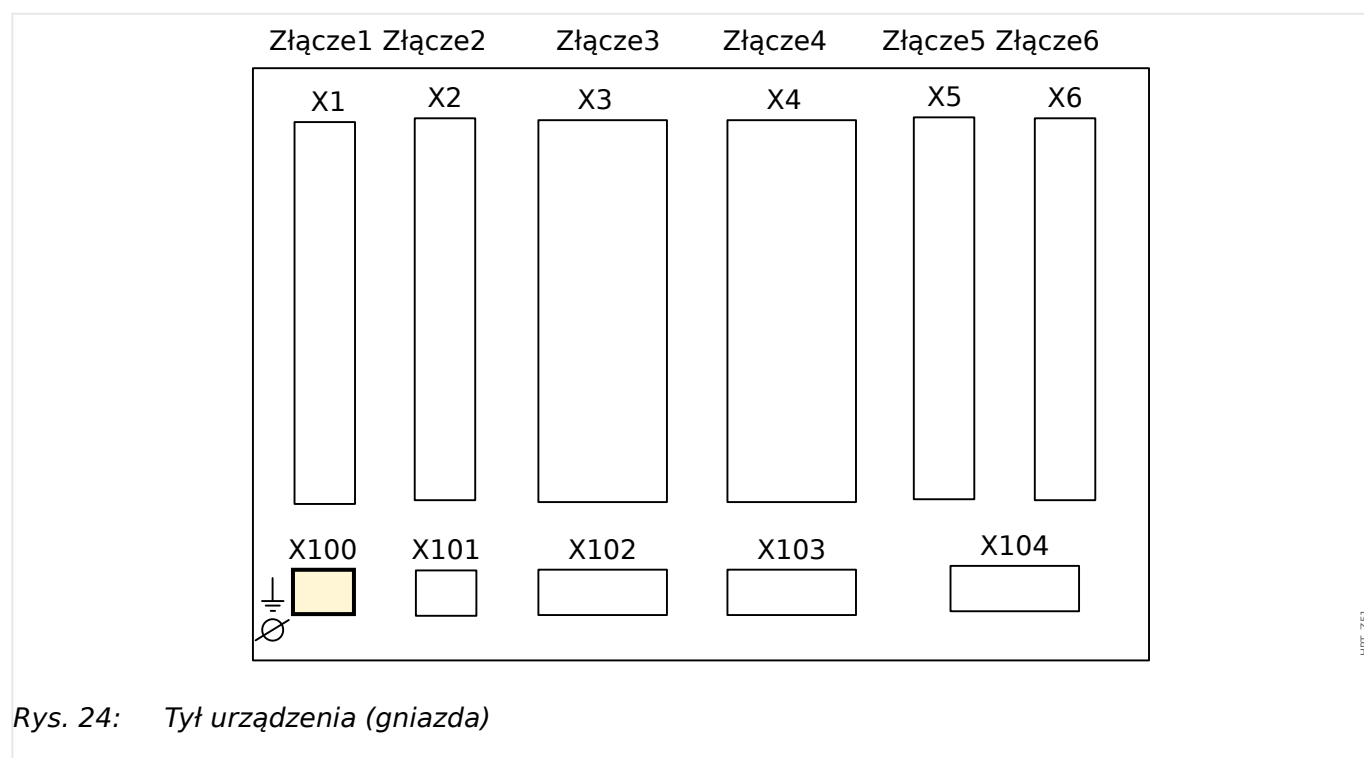 Złącze1 Złącze2 Złącze3 Złącze4 Złącze5 Złącze6
X1 X2 X3 X4 X5 X6
X100 X101 X102 X103 X104
Rys. 24: Tył urządzenia (gniazda)